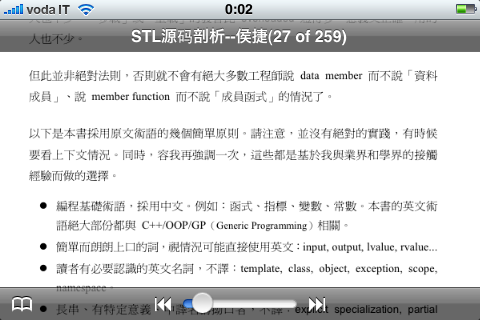 voda IT
0:02
STL源码剖析--侯捷(27 of 259)
人也不少。
但此並非絕對法則，否則就不會有絕大多數工程師說 data member 而不說「資料
成員」、說 member function 而不說「成員函式」的情況了。
以下是本書採用原文術語的幾個簡單原則。請注意，並沒有絕對的實踐，有時候
要看上下文情況。同時，容我再強調一次，這些都是基於我與業界和學界的接觸
經驗而做的選擇。
● 編程基礎術語，採用中文。例如：函式、指標、變數、常數。本書的英文術
語絕大部份都與 C++/OOP/GP（Generic Programming）相關。
● 簡單而朗朗上口的詞，視情況可能直接使用英文：input, output, lvalue, rvalue...
● 讀者有必要認識的英文名詞，不譯：template, class, object, exception, scope,
namespace。
● 長串、有特定意義、中譯名稱拗口者，不譯：explicit specialization, partial